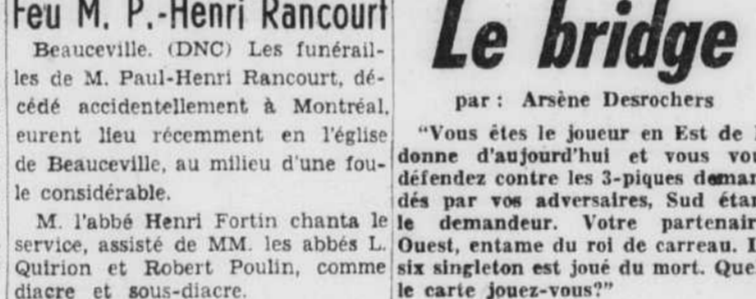 Feu M. P.-Henri Rancourt
Beauceville. (DNC) Les funérail-
les de M. Paul-Henri Rancourt, dé-
cédé accidentellement à Montréal,
eurent lieu récemment en l'église
de Beauceville, au milieu d'une fou-
le considérable.
M. l'abbé Henri Fortin chanta le
service, assisté de MM. les abbés L.
Quirion et Robert Poulin, comme
diacre et sous-diacre.
Le bridge
par : Arsène Desrochers
"Vous êtes le joueur en Est de
donne d'aujourd'hui et vous
défendez contre les 3-piques deman
dés par vos adversaires, Sud étan
le demandeur. Votre partenair
Ouest, entame du roi de carreau.
six singleton est joué du mort. Que
le carte jouez-vous?"